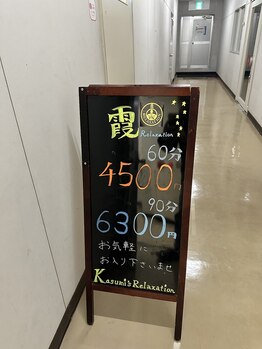 霞
Relaxation
60分
4500円
90分
6300円
お気軽に
お入り下さいませ
Kasumi's Relaxation